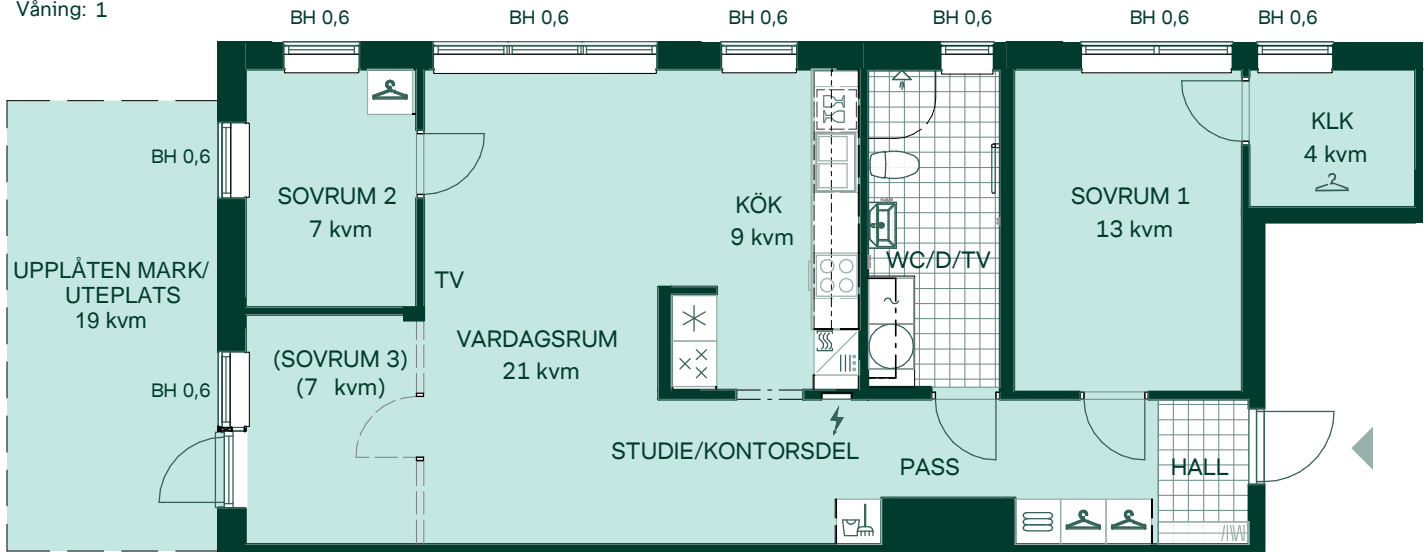 Våning: 1
BH 0,6
BH 0,6
BH 0,6
BH 0,6
BH 0,6
BH 0,6
BH 0,6
SOVRUM 2
7 kvm
KÖK
9 kvm
SOVRUM 1
13 kvm
KLK
4 kvm
UPPLÅTEN MARK/
UTEPLATS
19 kvm
TV
WC/D/TV
VARDAGSRUM
21 kvm
(SOVRUM 3)
(7 kvm)
BH 0,6
STUDIE/KONTORSDEL
PASS
HALL